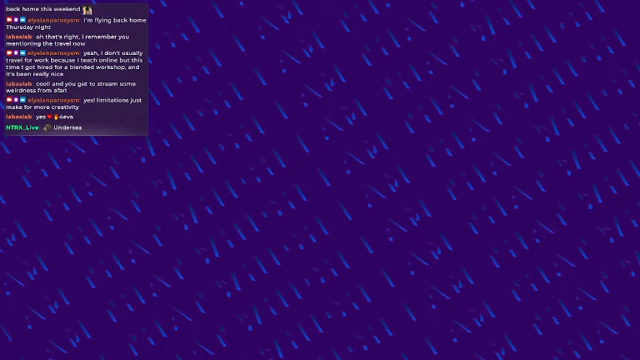 back home this weekend
elysianparoxysm I'm flying back home
Thursday night
lebaslab oh that's right, i remember you
mentioning the travel now
elysianparoxysm yeah, I don't usually
travel for work because I teach online but this
time I got hired for a blended workshop, and
it's been really nice
lebaslab cool! and you get to stream some
weirdness from afar!
elysianparoxysm yes! limitations just
make for more creativity
lebaslab yes 4eva
NTRX_Live: Undersea